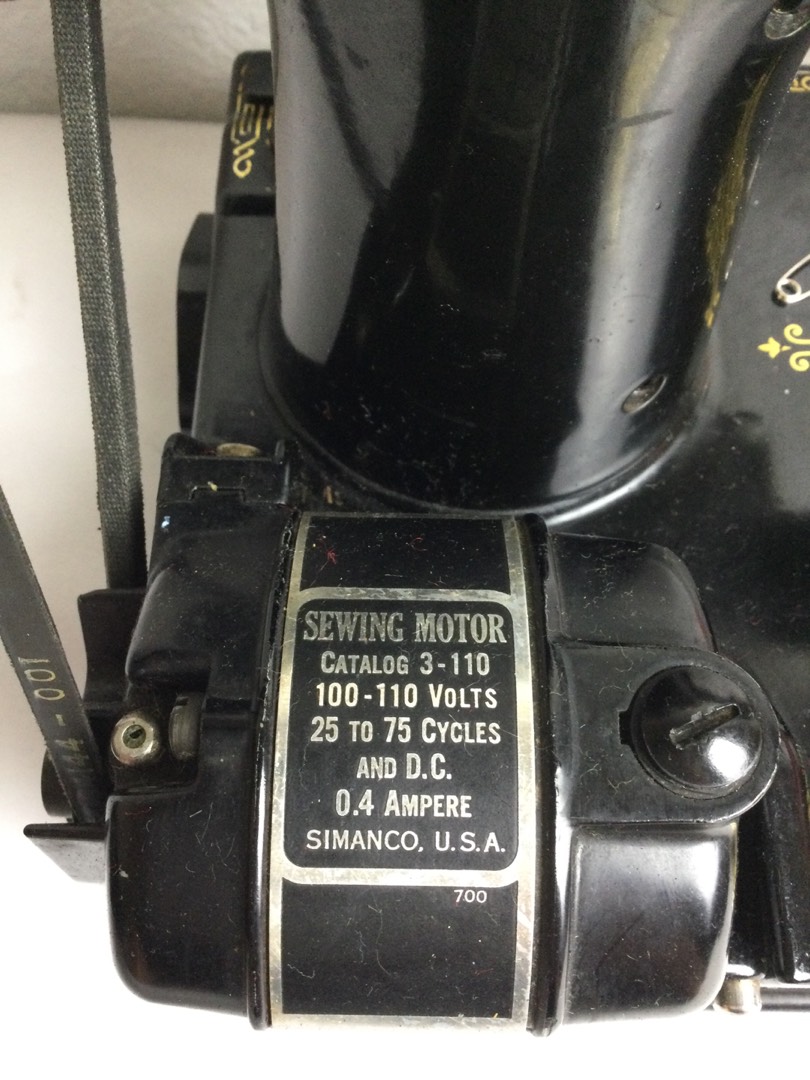 SEWING MOTOR
CATALOG 3-110
100-110 VOLTS
25 TO 75 CYCLES
AND D.C.
0.4 AMPERE
SIMANCO, U.S.A.
700